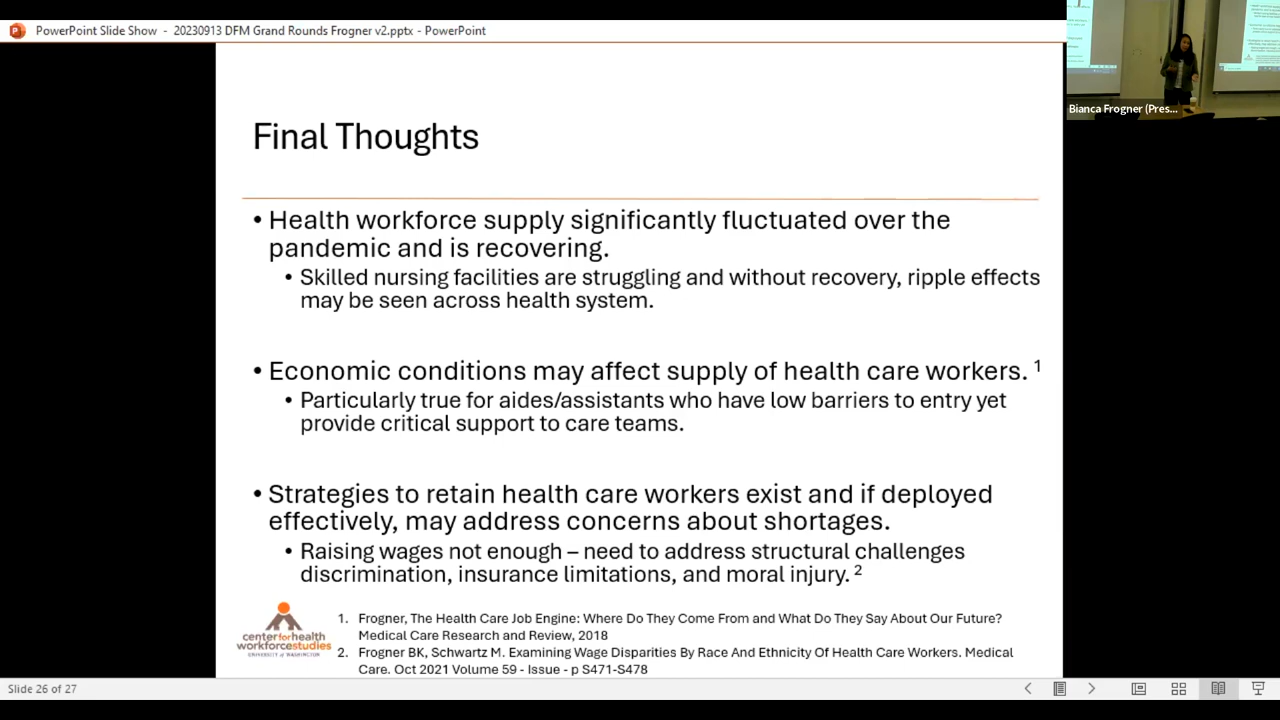 PowerPoint Slide Show - 20230913 DFM Grand Rounds Frogner v2.pptx - PowerPoint
Bianca Frogner (Pres...
Final Thoughts
• Health workforce supply significantly fluctuated over the
pandemic and is recovering.
• Skilled nursing facilities are struggling and without recovery, ripple effects
may be seen across health system.
• Economic conditions may affect supply of health care workers. 1
• Particularly true for aides/assistants who have low barriers to entry yet
provide critical support to care teams.
• Strategies to retain health care workers exist and if deployed
effectively, may address concerns about shortages.
• Raising wages not enough – need to address structural challenges
discrimination, insurance limitations, and moral injury. 2
center for health
workforce studies
UNIVERSITY OF WASHINGTON
1. Frogner, The Health Care Job Engine: Where Do They Come From and What Do They Say About Our Future?
Medical Care Research and Review, 2018
2. Frogner BK, Schwartz M. Examining Wage Disparities By Race And Ethnicity Of Health Care Workers. Medical
Care. Oct 2021 Volume 59 - Issue - p S471-S478
Slide 26 of 27